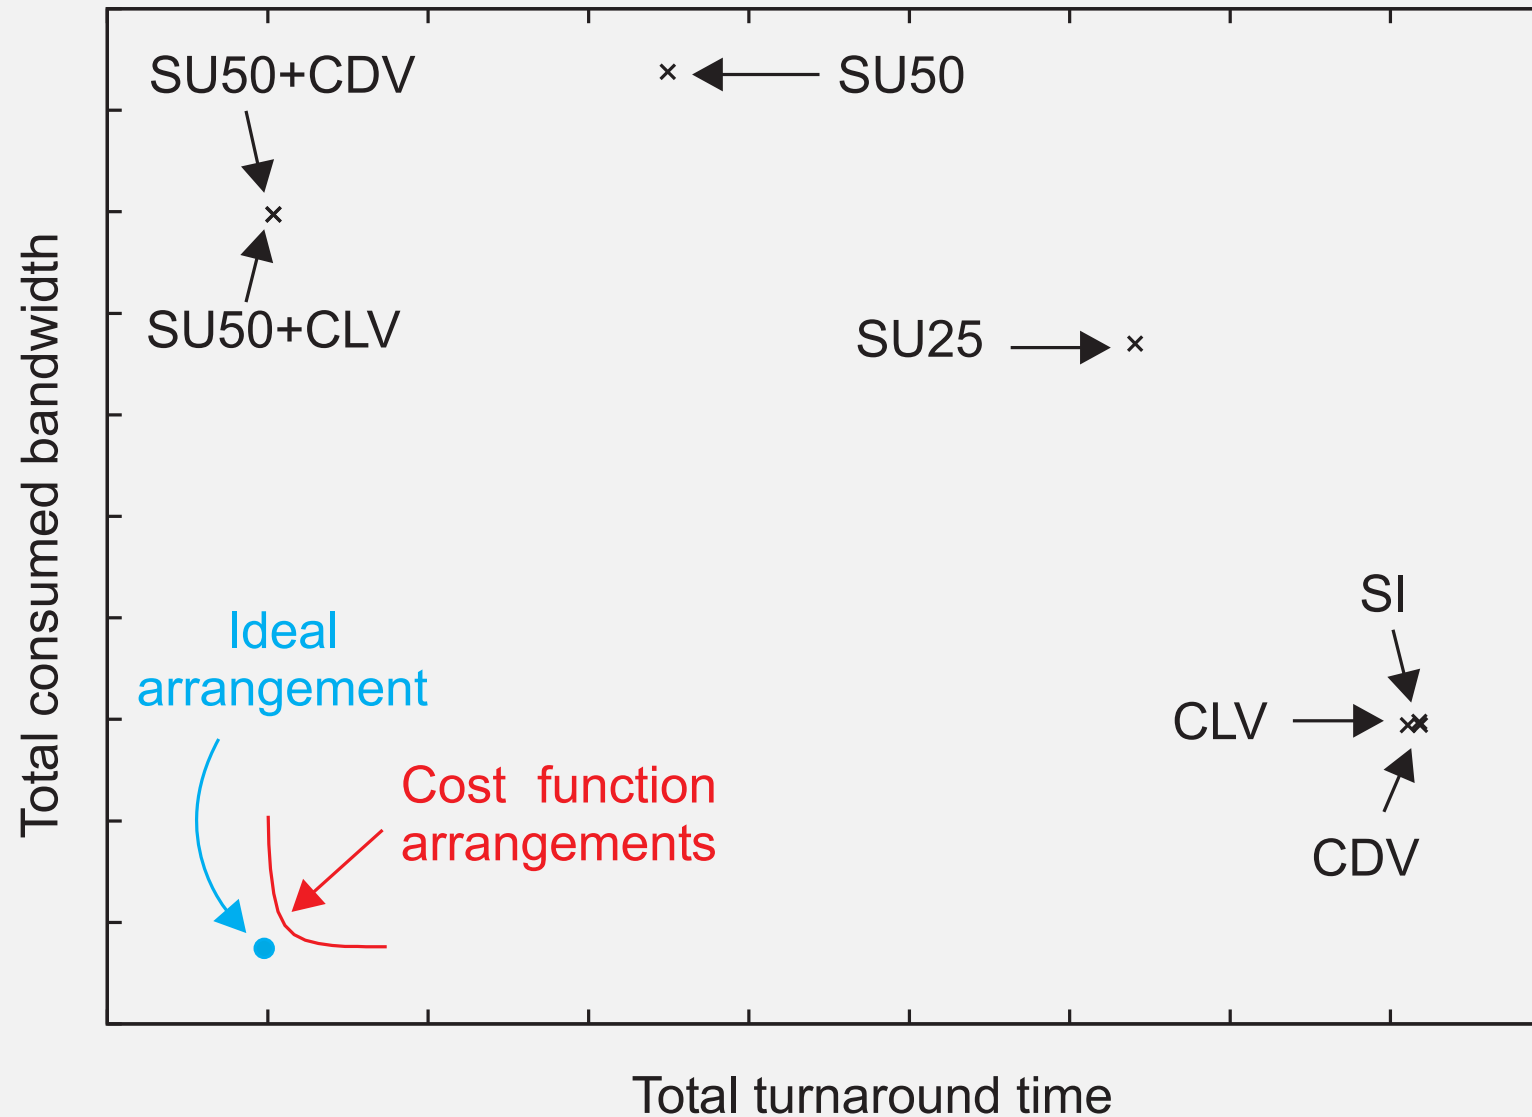 SU50+CDV
SU50
SU50+CLV
SU25
SI
Ideal
arrangement
CLV
Cost function
arrangements
CDV
Total consumed bandwidth
Total turnaround time